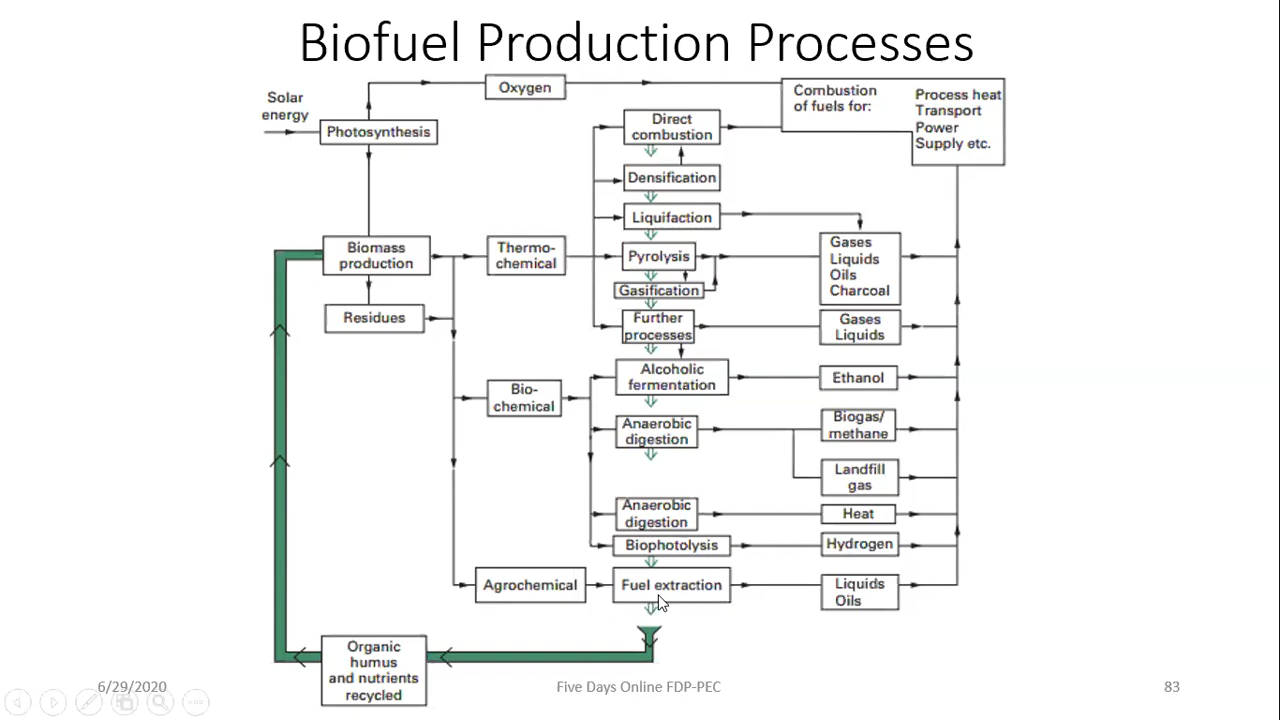 Biofuel Production Processes
Solar
energy
Photosynthesis
Oxygen
Combustion
of fuels for:
Process heat
Transport
Power
Supply etc.
Direct
combustion
Densification
Liquifaction
Biomass
production
Thermo-
chemical
Pyrolysis
Gasification
Gases
Liquids
Oils
Charcoal
Residues
Further
processes
Gases
Liquids
Alcoholic
fermentation
Ethanol
Bio-
chemical
Anaerobic
digestion
Biogas/
methane
Landfill
gas
Anaerobic
digestion
Heat
Biophotolysis
Hydrogen
Agrochemical
Fuel extraction
Liquids
Oils
Organic
humus
and nutrients
recycled
6/29/2020
Five Days Online FDP-PEC
83